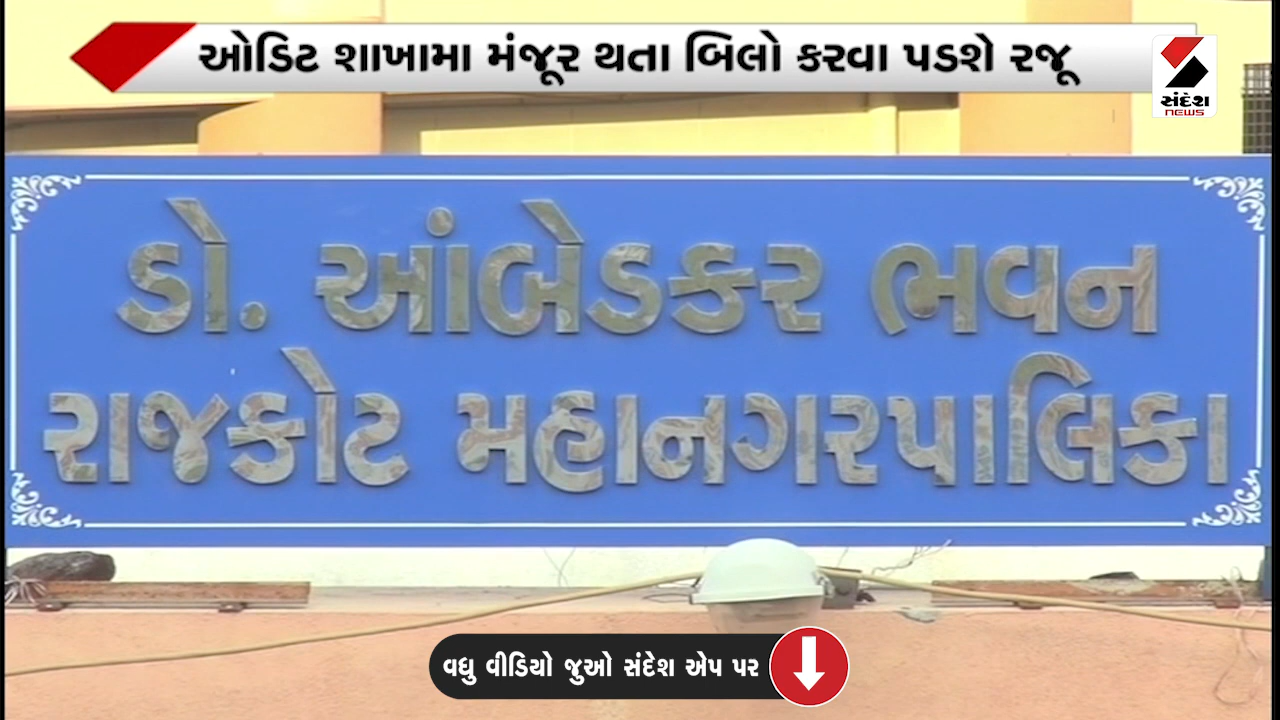 ઓડિટ શાખામા મંજૂર થતા બિલો કરવા પડશે રજૂ
સંદેશ
NEWS
ડો. આંબેડકર ભવન
રાજકોટ મહાનગરપાલિકા
વધુ વીડિયો જુઓ સંદેશ એપ પર